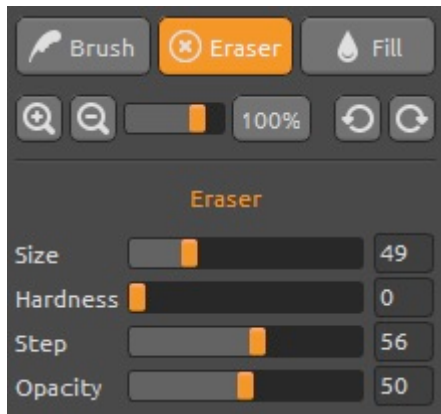 Brush Eraser Fill
100%
Eraser
Size 49
Hardness 0
Step 56
Opacity 50